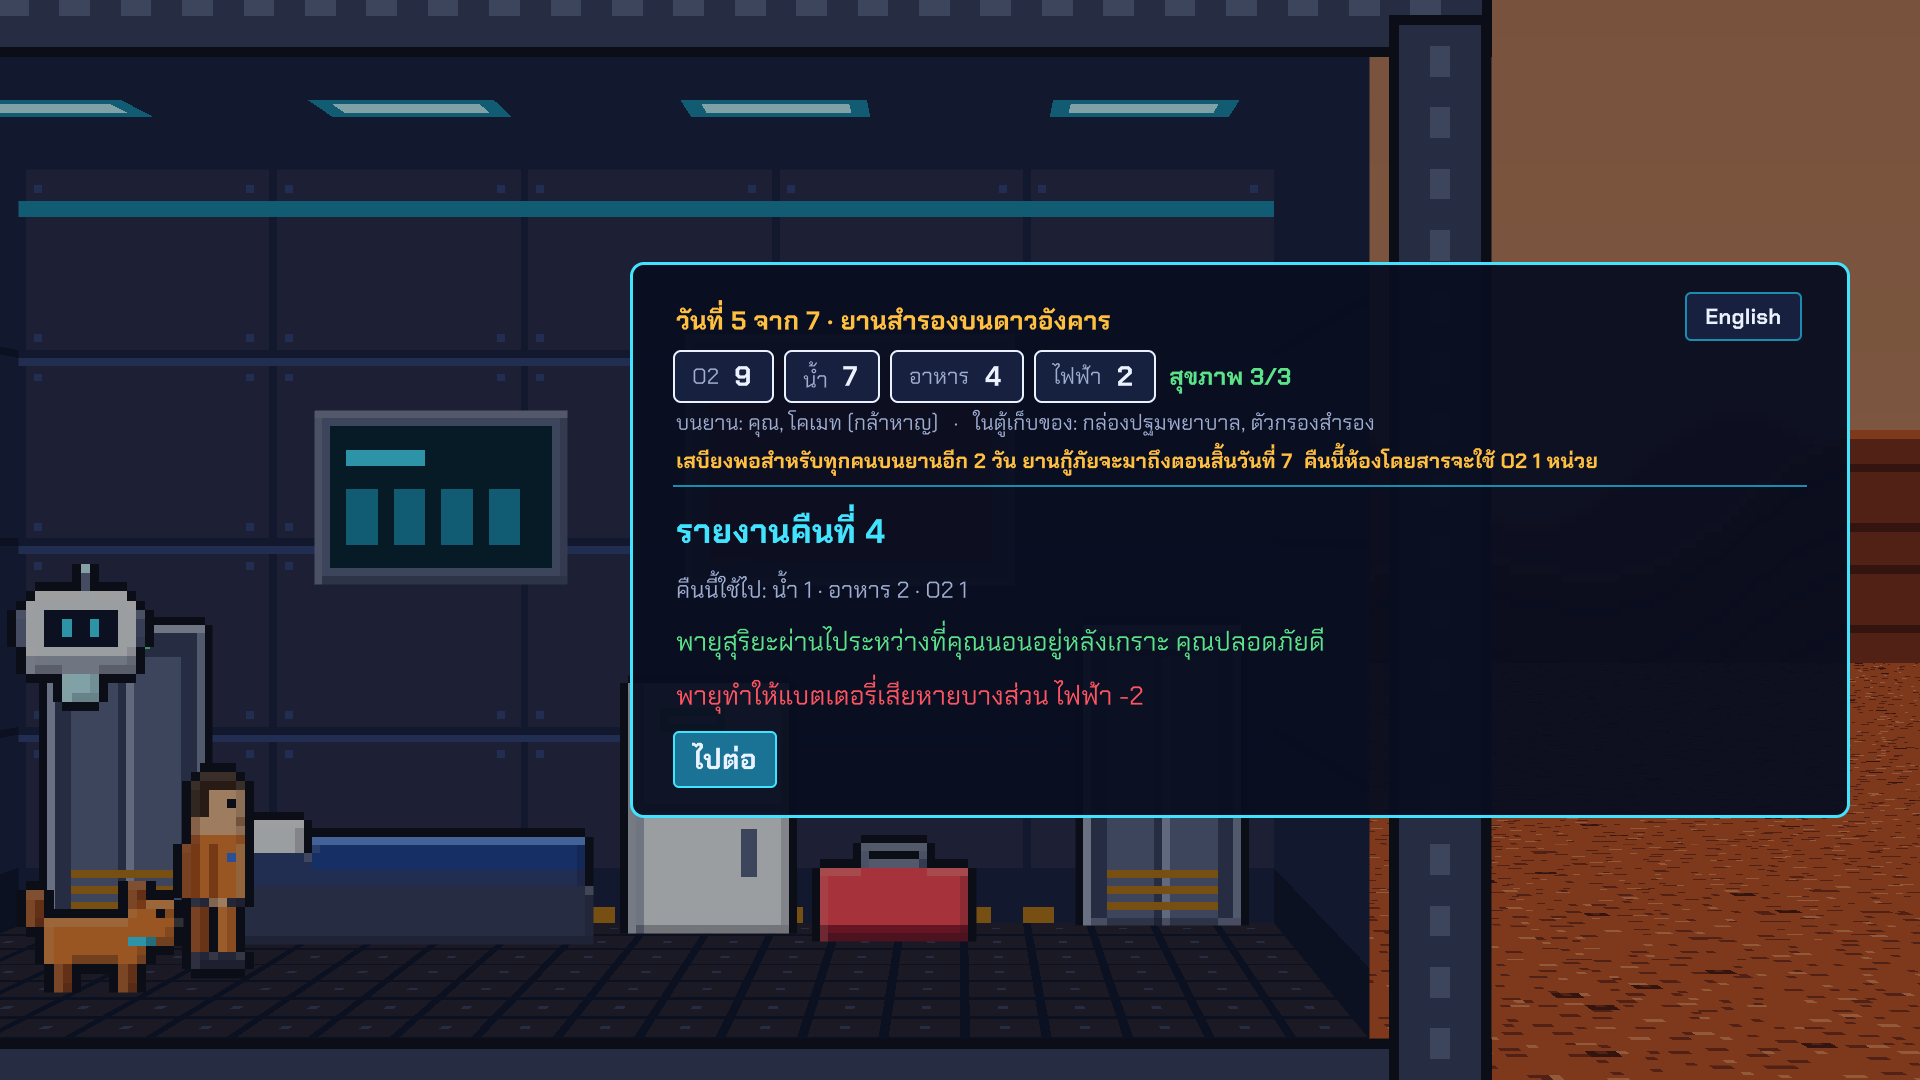 วันที่ 5 จาก 7 · ยานสำรองบนดาวอังคาร
English
O2 9 น้ำ 7 อาหาร 4 ไฟฟ้า 2 สุขภาพ 3/3
บนยาน: คุณ, โคเมท (กล้าหาญ) · ในตู้เก็บของ: กล่องปฐมพยาบาล, ตัวกรองสำรอง
เสบียงพอสำหรับทุกคนบนยานอีก 2 วัน ยานกู้ภัยจะมาถึงตอนสิ้นวันที่ 7 คืนนี้ห้องโดยสารจะใช้ O2 1 หน่วย
รายงานคืนที่ 4
คืนนี้ใช้ไป: น้ำ 1 · อาหาร 2 · O2 1
พายุสุริยะผ่านไประหว่างที่คุณนอนอยู่หลังเกราะ คุณปลอดภัยดี
พายุทำให้แบตเตอรี่เสียหายบางส่วน ไฟฟ้า -2
ไปต่อ